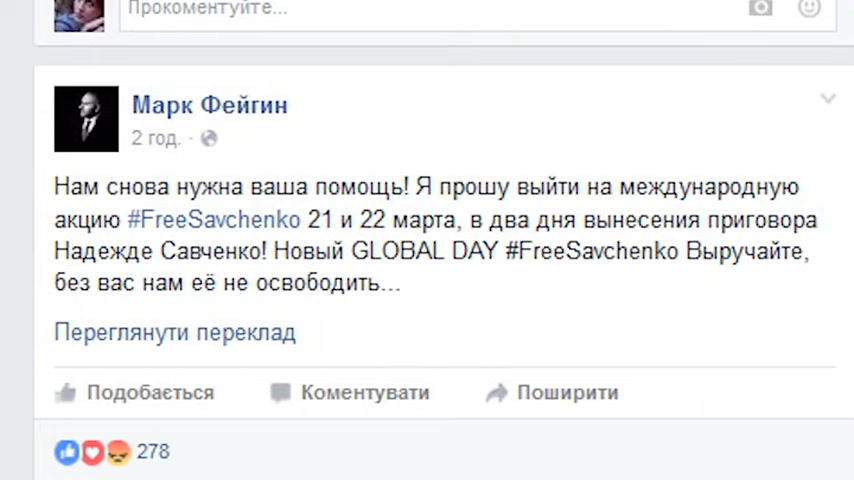 Прокоментуйте...
Марк Фейгин
2 год. ·
Нам снова нужна ваша помощь! Я прошу выйти на международную
акцию #FreeSavchenko 21 и 22 марта, в два дня вынесения приговора
Надежде Савченко! Новый GLOBAL DAY #FreeSavchenko Выручайте,
без вас нам её не освободить...
Переглянути переклад
Подобається Коментувати Поширити
278